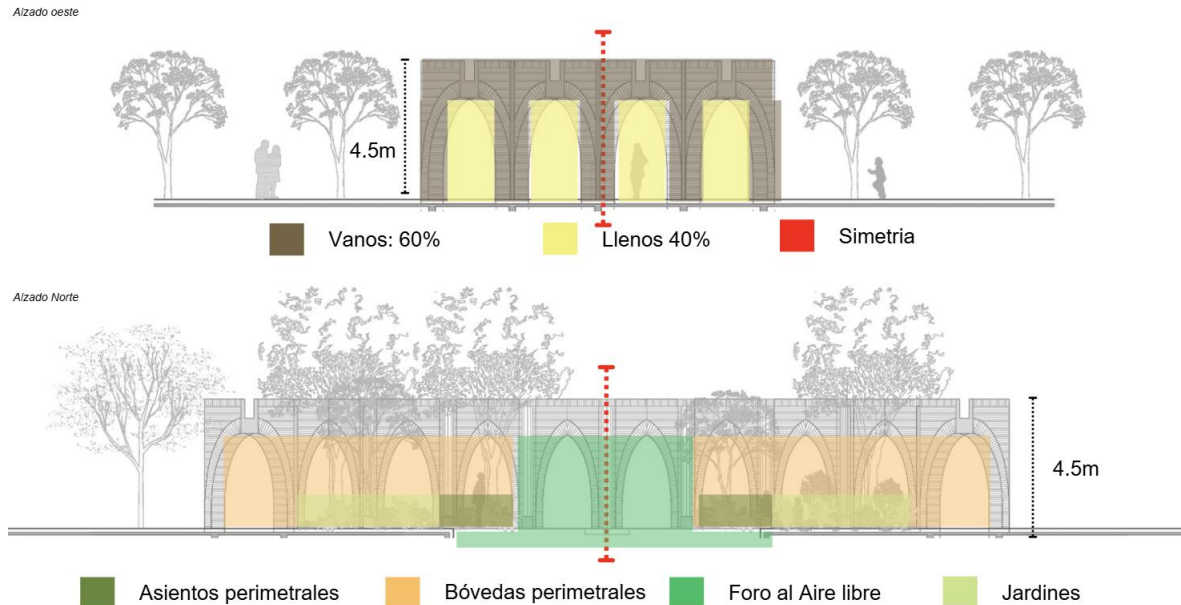 Alzado oeste
4.5m
Vanos: 60%
Llenos 40%
Simetria
Alzado Norte
4.5m
Asientos perimetrales
Bóvedas perimetrales
Foro al Aire libre
Jardines